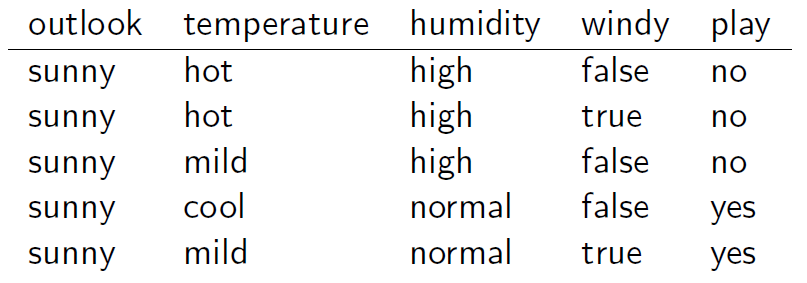 outlook temperature humidity windy play
sunny hot high false no
sunny hot high true no
sunny mild high false no
sunny cool normal false yes
sunny mild normal true yes